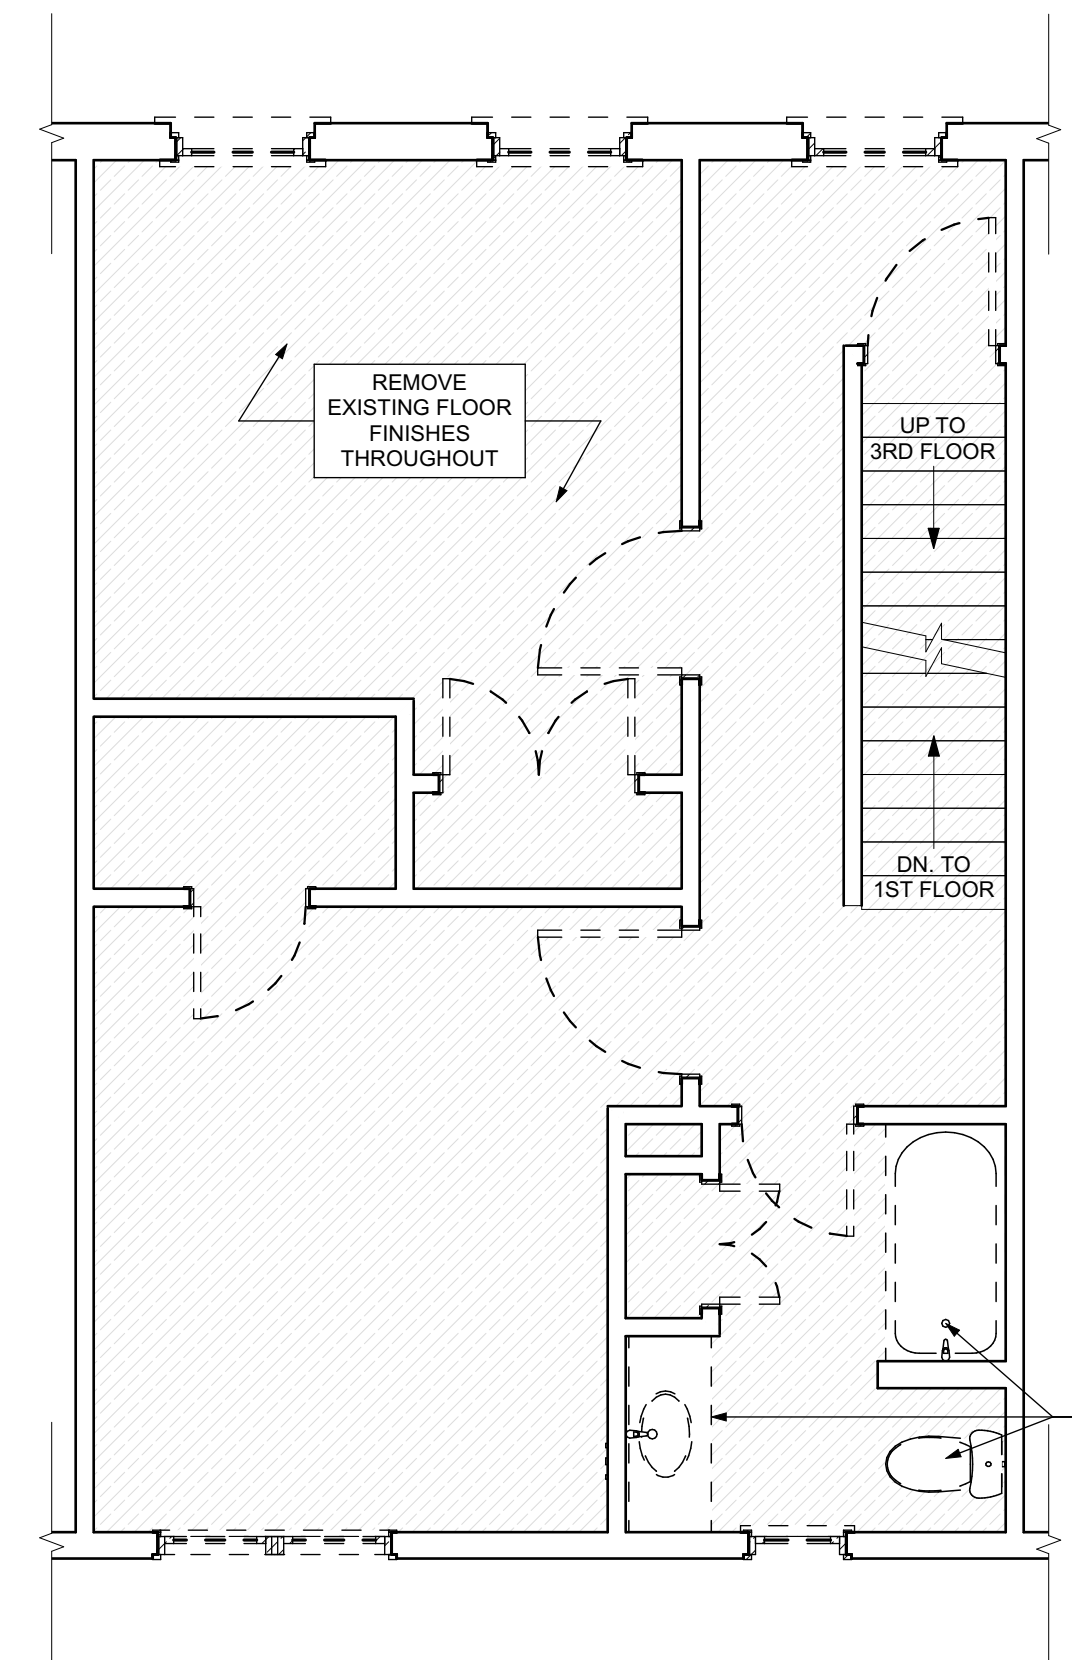 REMOVE
EXISTING FLOOR
FINISHES
THROUGHOUT
UP TO
3RD FLOOR
DN. TO
1ST FLOOR